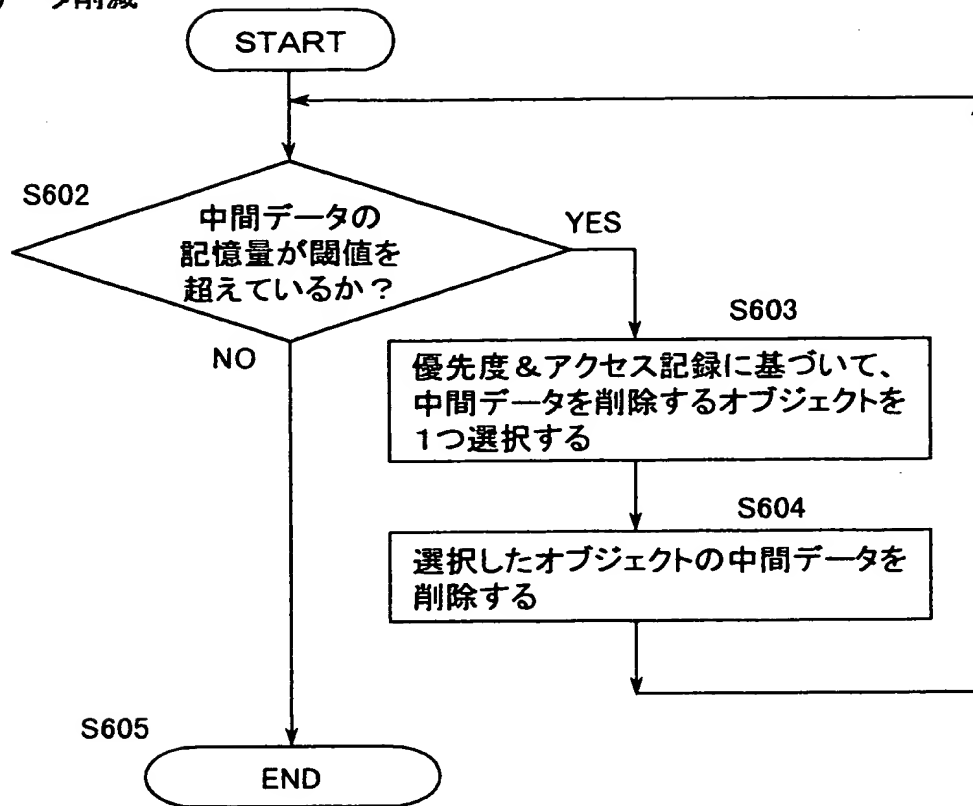 ータ削減
START
S602
中間データの
記憶量が閾値を
超えているか？
YES
NO
S603
優先度＆アクセス記録に基づいて、
中間データを削除するオブジェクトを
1つ選択する
S604
選択したオブジェクトの中間データを
削除する
S605
END